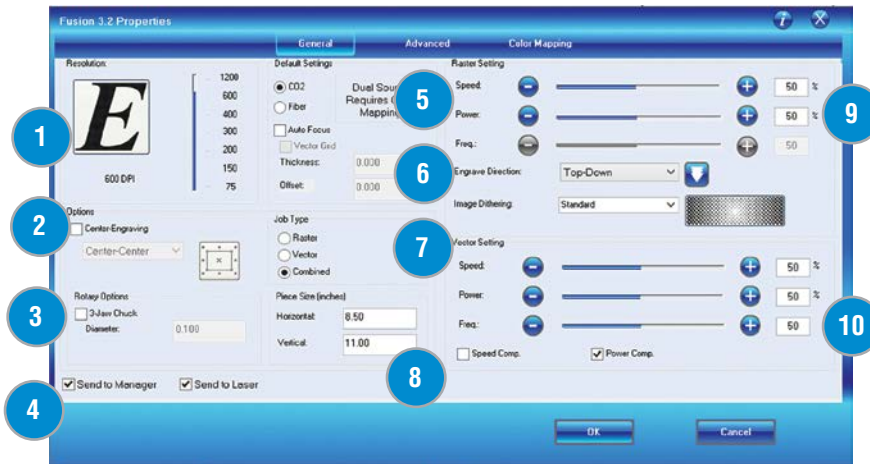 Fusion 3.2 Properties
General Advanced Color Mapping
Resolution:
E
600 DPI
1200
600
400
300
200
150
75
1
Options
2
Center-Engraving
Center-Center
Rotary Options
3
3-Jaw Chuck
Diameter: 0.100
Send to Manager Send to Laser
4
Default Settings
CO2
Fiber
Dual
Requires
Mapping
Auto Focus
Vector Grid
Thickness: 0.000
Offset: 0.000
5
6
Job Type
Raster
Vector
Combined
7
Piece Size (inches)
Horizontal: 8.50
Vertical: 11.00
8
Raster Setting
Speed: 50 %
Power: 50 %
Freq.: 50
9
Engrave Direction: Top-Down
Image Dithering: Standard
Vector Setting
Speed: 50 %
Power: 50
Freq.: 50
10
Speed Comp. Power Comp.
OK Cancel